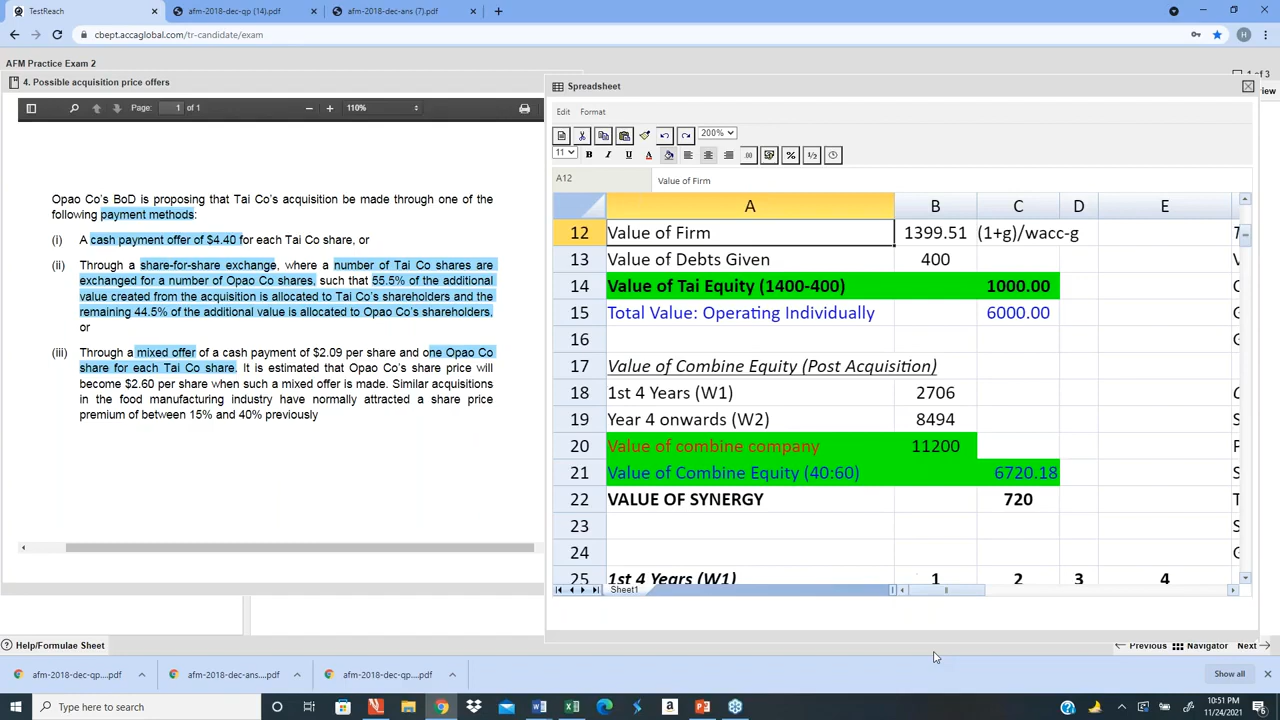 TestReach
afm-2018-dec-qp (14).pdf
afm-2018-dec-ans (7).pdf
cbept.accaglobal.com/tr-candidate/exam
AFM Practice Exam 2
1 of 3
4. Possible acquisition price offers
Page: 1 of 1
110%
Opao Co's BoD is proposing that Tai Co's acquisition be made through one of the
following payment methods:
(i) A cash payment offer of $4.40 for each Tai Co share, or
(ii) Through a share-for-share exchange, where a number of Tai Co shares are
exchanged for a number of Opao Co shares, such that 55.5% of the additional
value created from the acquisition is allocated to Tai Co's shareholders and the
remaining 44.5% of the additional value is allocated to Opao Co's shareholders,
or
(iii) Through a mixed offer of a cash payment of $2.09 per share and one Opao Co
share for each Tai Co share. It is estimated that Opao Co's share price will
become $2.60 per share when such a mixed offer is made. Similar acquisitions
in the food manufacturing industry have normally attracted a share price
premium of between 15% and 40% previously
Spreadsheet
Edit Format
200%
11 B I U A .00 % 1/2
A12 Value of Firm
A B C D E
12 Value of Firm 1399.51 (1+g)/wacc-g
13 Value of Debts Given 400
14 Value of Tai Equity (1400-400) 1000.00
15 Total Value: Operating Individually 6000.00
16
17 Value of Combine Equity (Post Acquisition)
18 1st 4 Years (W1) 2706
19 Year 4 onwards (W2) 8494
20 Value of combine company 11200
21 Value of Combine Equity (40:60) 6720.18
22 VALUE OF SYNERGY 720
23
24
25 1st 4 Years (W1) 1 2 3 4
Sheet1
Help/Formulae Sheet
Previous Navigator Next
afm-2018-dec-qp....pdf
afm-2018-dec-ans....pdf
afm-2018-dec-qp....pdf
Show all
Type here to search
10:51 PM
11/24/2021